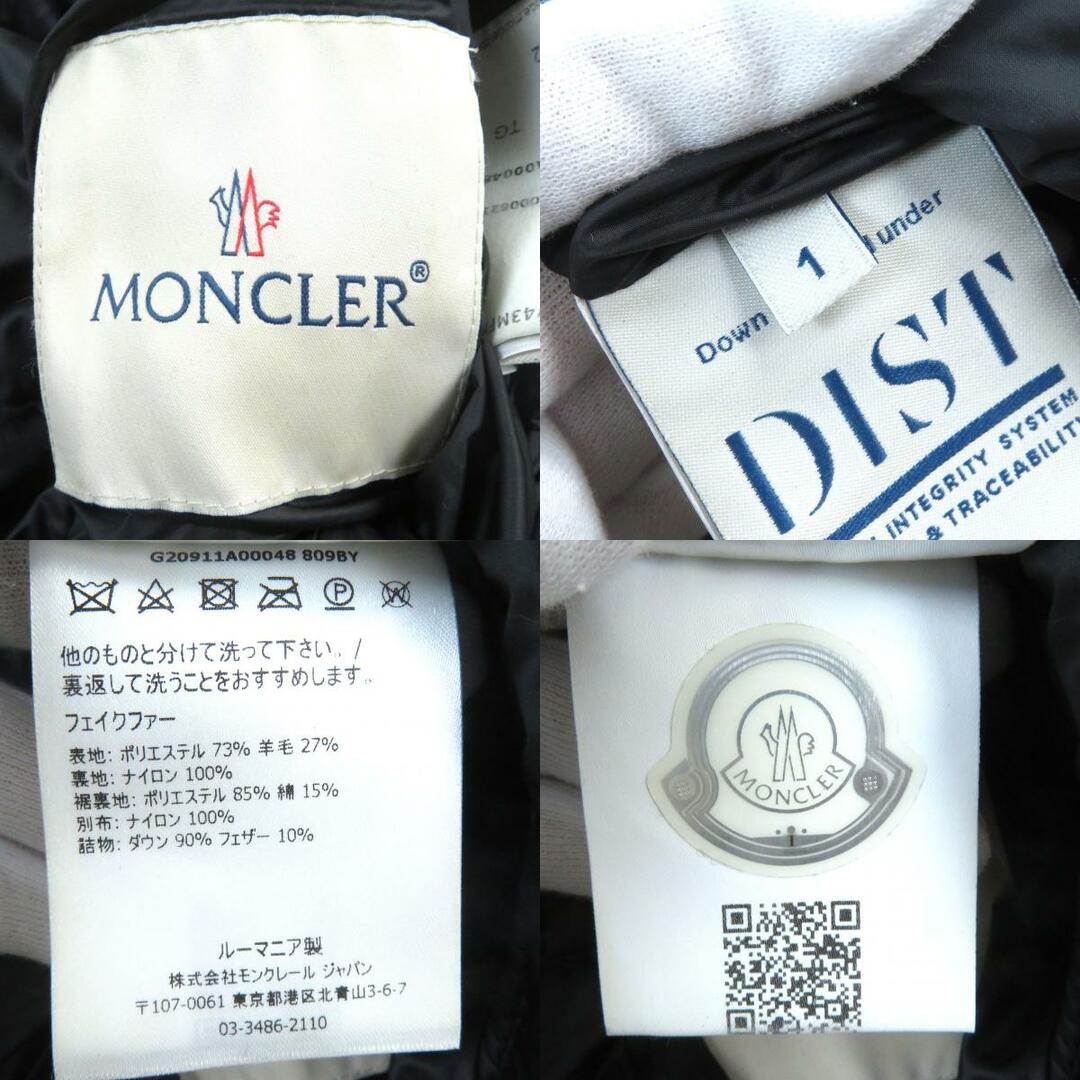 MONCLER®
TG
1
Down
under
DIST
INTEGRITY SYSTEM
& TRACEABILITY
G20911A00048 809BY
P
W
他のものと分けて洗って下さい。/
裏返して洗うことをおすすめします。
フェイクファー
表地: ポリエステル 73% 羊毛 27%
裏地: ナイロン 100%
裾裏地: ポリエステル 85% 綿 15%
別布: ナイロン 100%
詰物: ダウン 90% フェザー 10%
ルーマニア製
株式会社モンクレール ジャパン
〒107-0061 東京都港区北青山3-6-7
03-3486-2110
MONCLER